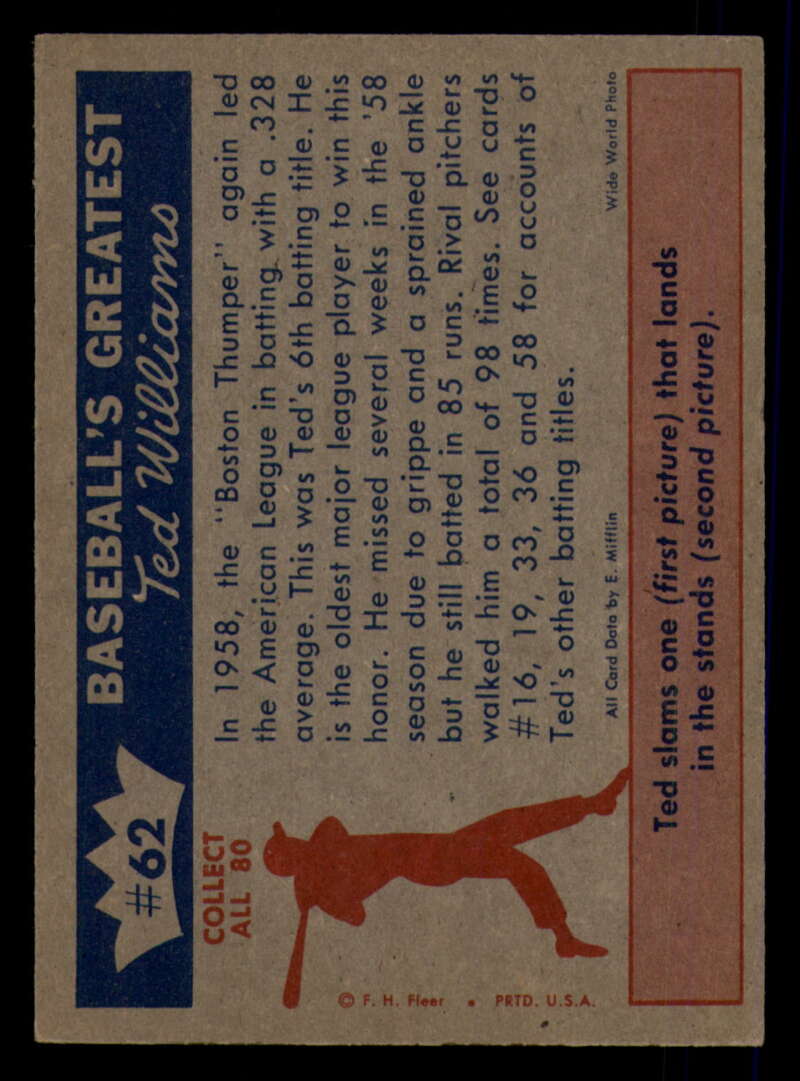 #62
BASEBALL'S GREATEST
Ted Williams
COLLECT
ALL 80
In 1958, the "Boston Thumper" again led
the American League in batting with a .328
average. This was Ted's 6th batting title. He
is the oldest major league player to win this
honor. He missed several weeks in the '58
season due to grippe and a sprained ankle
but he still batted in 85 runs. Rival pitchers
walked him a total of 98 times. See cards
#16, 19, 33, 36 and 58 for accounts of
Ted's other batting titles.
© F. H. Fleer • PRTD. U.S.A.
All Card Data by E. Mifflin
Wide World Photo
Ted slams one (first picture) that lands
in the stands (second picture).